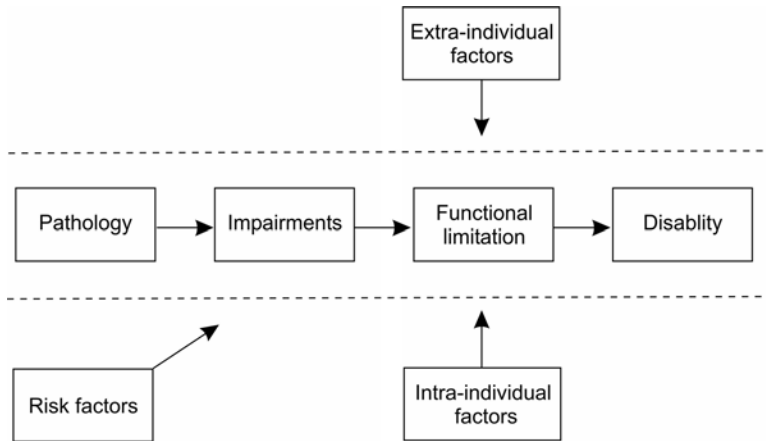 Extra-individual
factors
Pathology
Impairments
Functional
limitation
Disablity
Risk factors
Intra-individual
factors